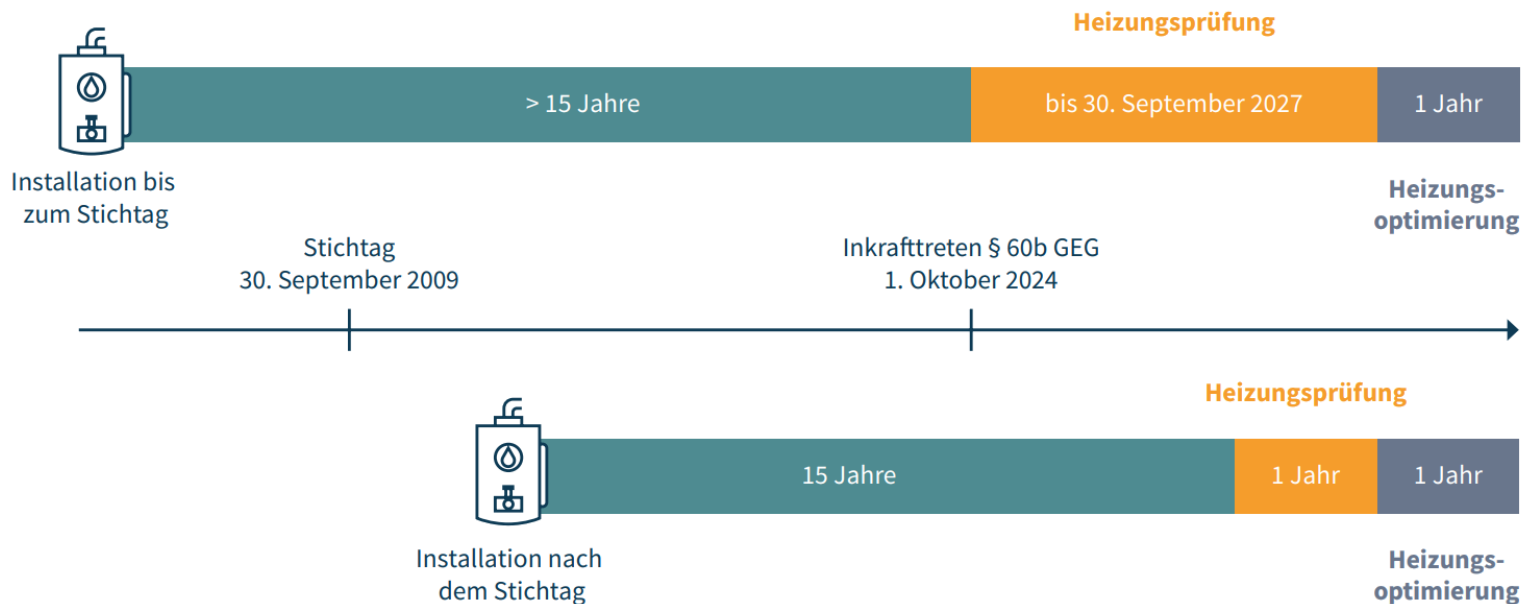 Heizungsprüfung
> 15 Jahre
bis 30. September 2027
1 Jahr
Installation bis
zum Stichtag
Heizungs-
optimierung
Stichtag
30. September 2009
Inkrafttreten § 60b GEG
1. Oktober 2024
Heizungsprüfung
15 Jahre
1 Jahr
1 Jahr
Installation nach
dem Stichtag
Heizungs-
optimierung